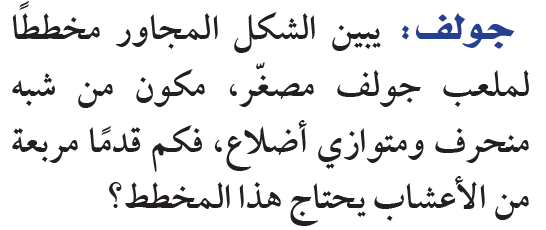 جولف: يبين الشكل المجاور مخططًا
لملعب جولف مصغّر، مكون من شبه
منحرف ومتوازي أضلاع، فكم قدمًا مربعة
من الأعشاب يحتاج هذا المخطط؟